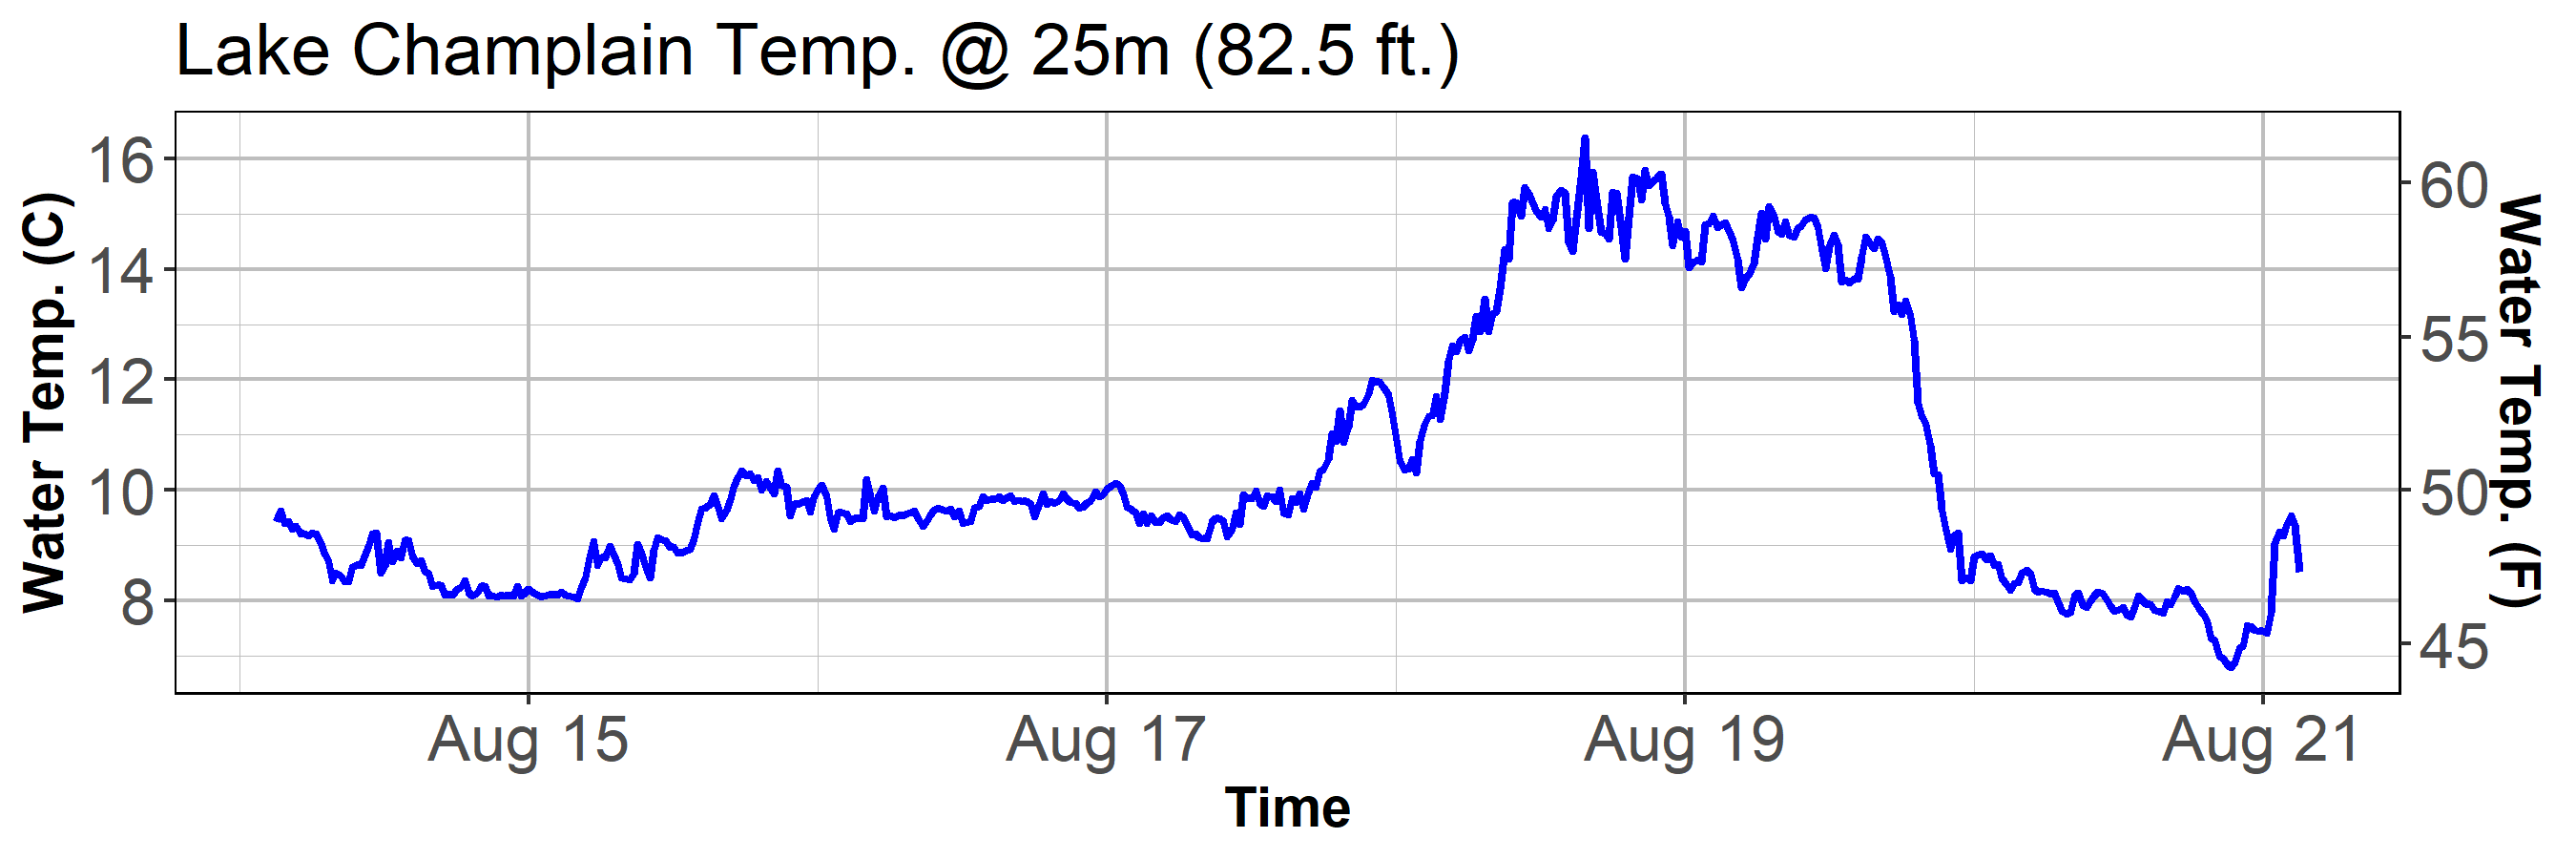 Lake Champlain Temp. @ 25m (82.5 ft.)
Water Temp. (C)
16
14
12
10
8
60
55
50
45
Water Temp. (F)
Aug 15 Aug 17 Aug 19 Aug 21
Time